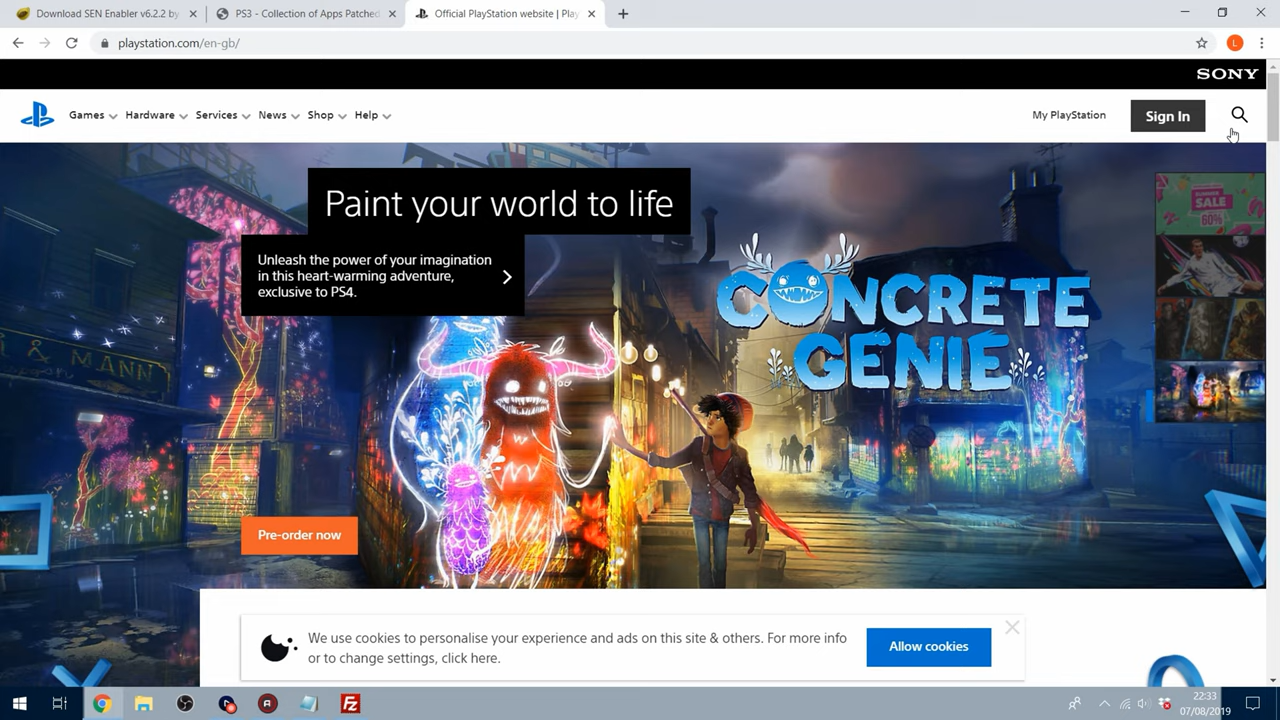 Download SEN Enabler v6.2.2 by
PS3 - Collection of Apps Patched
Official PlayStation website | Play
playstation.com/en-gb/
L
SONY
Games
Hardware
Services
News
Shop
Help
My PlayStation
Sign In
Paint your world to life
Unleash the power of your imagination
in this heart-warming adventure,
exclusive to PS4.
CONCRETE
GENIE
SUMMER
SALE
60%
& MANN
Pre-order now
We use cookies to personalise your experience and ads on this site & others. For more info
or to change settings, click here.
Allow cookies
22:33
07/08/2019